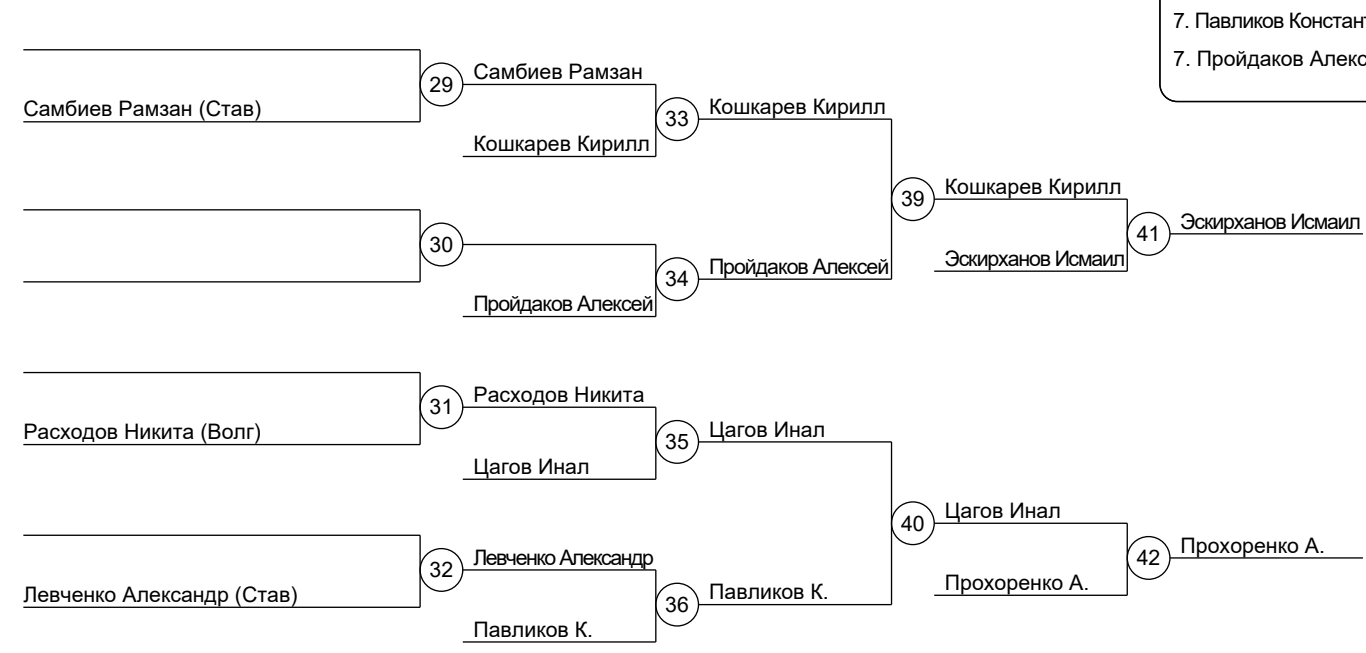 7. Павликов Констант
7. Пройдаков Алекс
29
Самбиев Рамзан
Самбиев Рамзан (Став)
33
Кошкарев Кирилл
Кошкарев Кирилл
39
Кошкарев Кирилл
41
Эскирханов Исмаил
30
Эскирханов Исмаил
34
Пройдаков Алексей
Пройдаков Алексей
31
Расходов Никита
Расходов Никита (Волг)
35
Цагов Инал
Цагов Инал
40
Цагов Инал
42
Прохоренко А.
32
Левченко Александр
Прохоренко А.
Левченко Александр (Став)
36
Павликов К.
Павликов К.